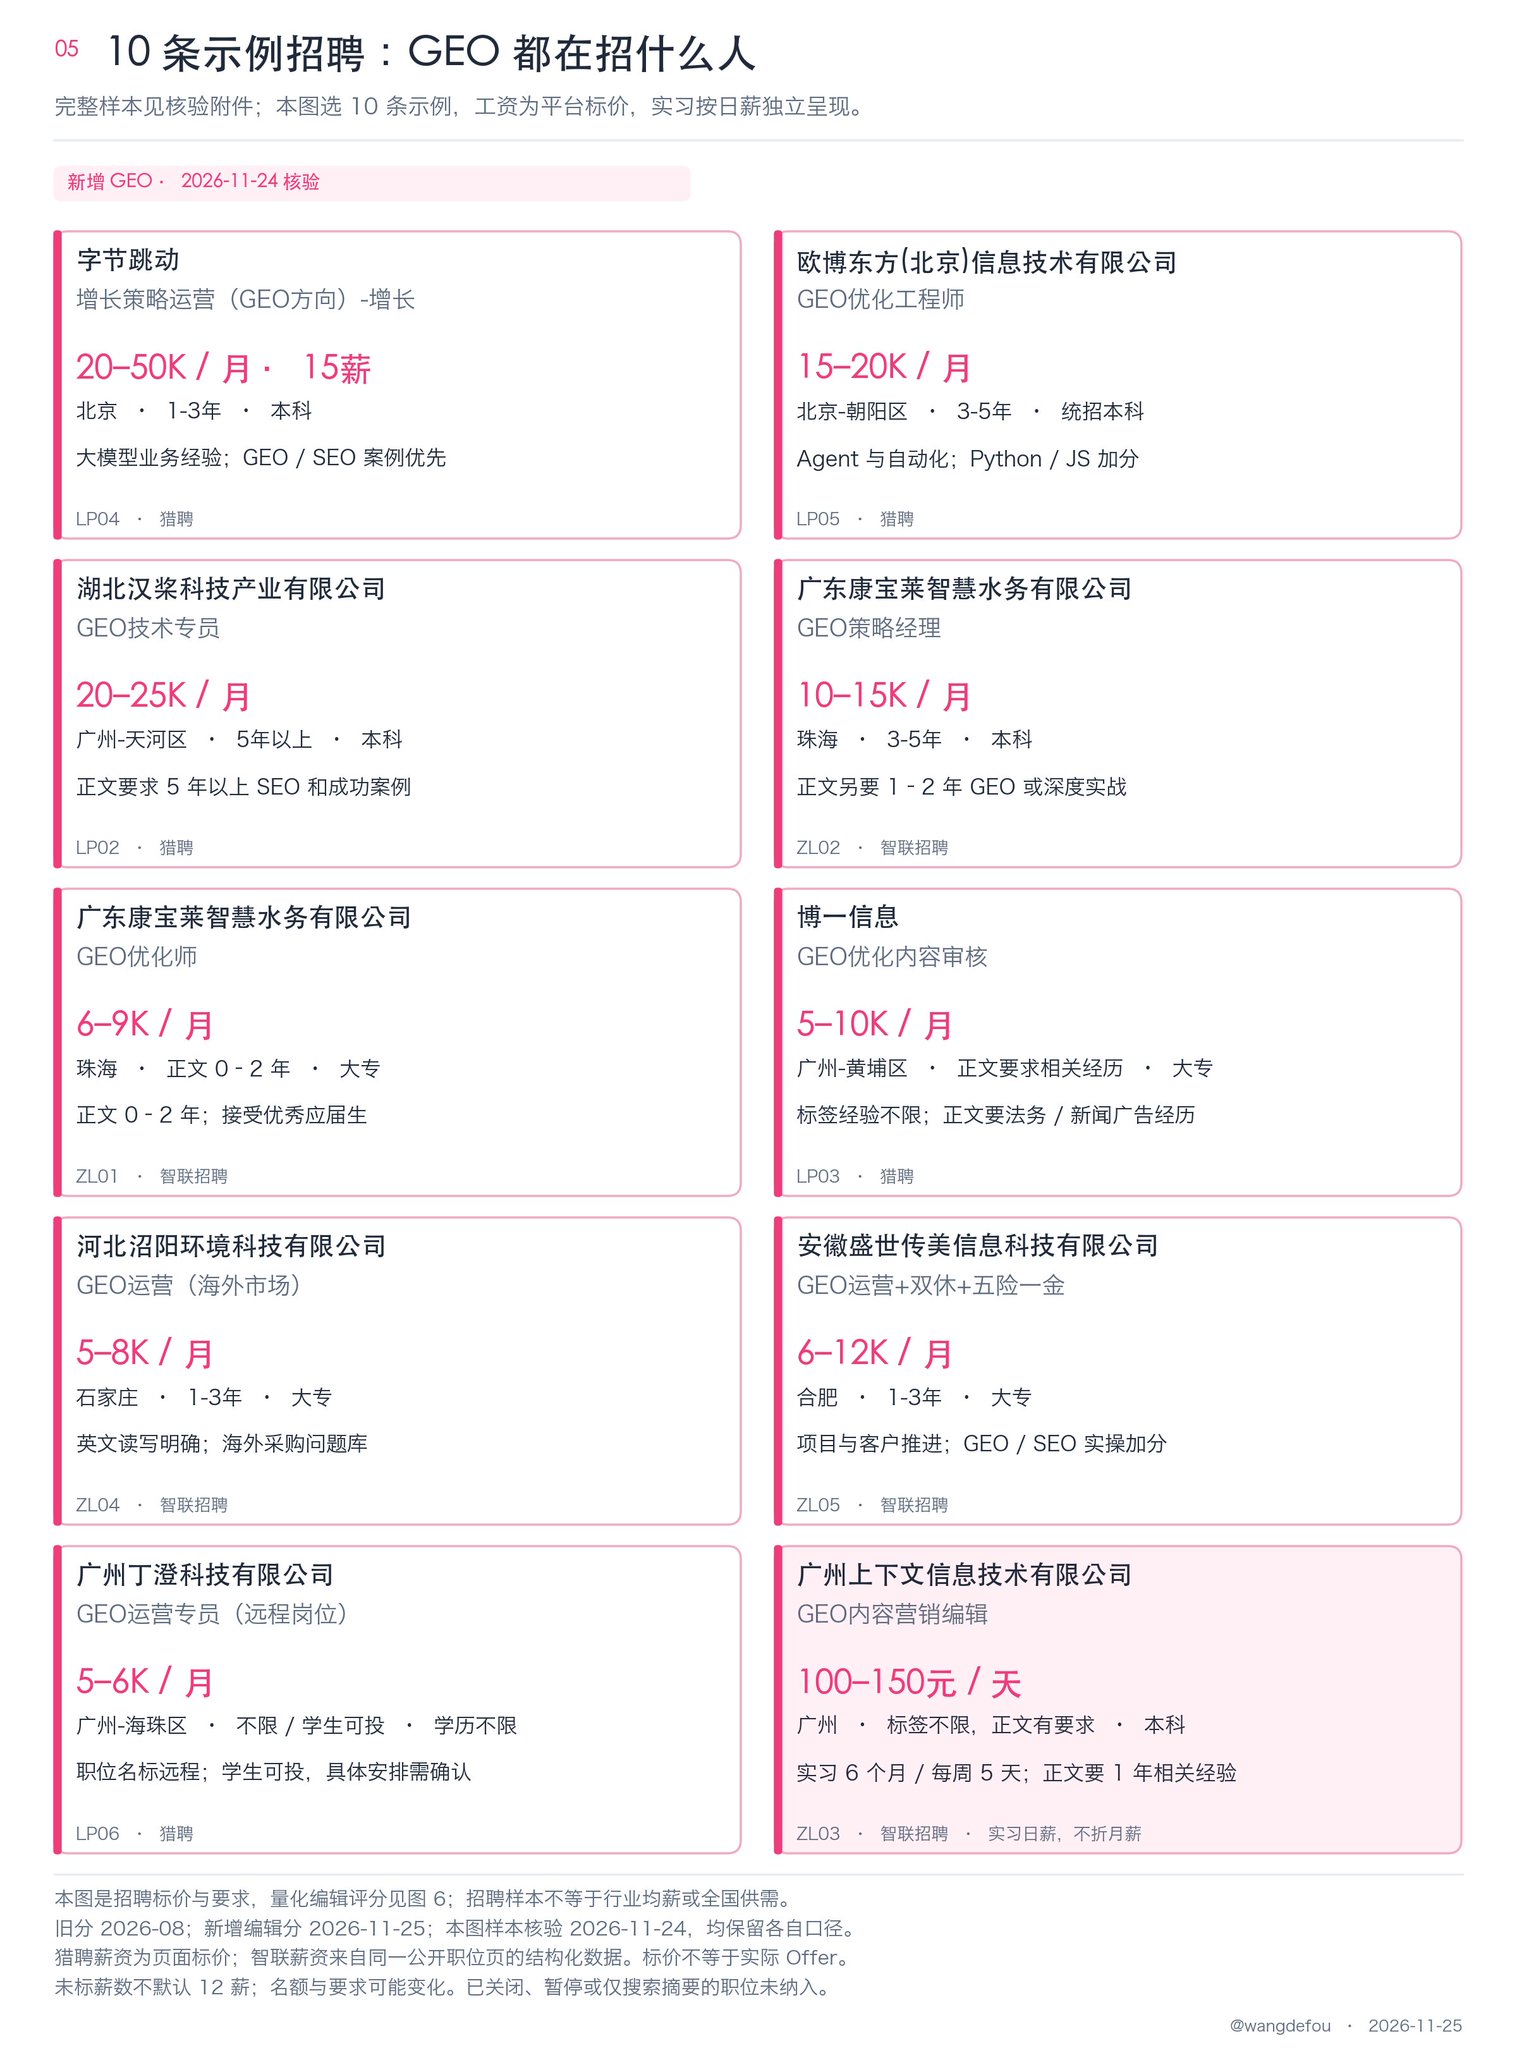 05 10 条示例招聘：GEO 都在招什么人
完整样本见核验附件；本图选 10 条示例，工资为平台标价，实习按日薪独立呈现。
新增 GEO · 2026-11-24 核验
字节跳动
增长策略运营（GEO方向）-增长
20–50K / 月 · 15薪
北京 · 1-3年 · 本科
大模型业务经验；GEO / SEO 案例优先
LP04 · 猎聘
欧博东方(北京)信息技术有限公司
GEO优化工程师
15–20K / 月
北京-朝阳区 · 3-5年 · 统招本科
Agent 与自动化；Python / JS 加分
LP05 · 猎聘
湖北汉桨科技产业有限公司
GEO技术专员
20–25K / 月
广州-天河区 · 5年以上 · 本科
正文要求 5 年以上 SEO 和成功案例
LP02 · 猎聘
广东康宝莱智慧水务有限公司
GEO策略经理
10–15K / 月
珠海 · 3-5年 · 本科
正文另要 1 - 2 年 GEO 或深度实战
ZL02 · 智联招聘
广东康宝莱智慧水务有限公司
GEO优化师
6–9K / 月
珠海 · 正文 0 - 2 年 · 大专
正文 0 - 2 年；接受优秀应届生
ZL01 · 智联招聘
博一信息
GEO优化内容审核
5–10K / 月
广州-黄埔区 · 正文要求相关经历 · 大专
标签经验不限；正文要法务 / 新闻广告经历
LP03 · 猎聘
河北沼阳环境科技有限公司
GEO运营（海外市场）
5–8K / 月
石家庄 · 1-3年 · 大专
英文读写明确；海外采购问题库
ZL04 · 智联招聘
安徽盛世传美信息科技有限公司
GEO运营+双休+五险一金
6–12K / 月
合肥 · 1-3年 · 大专
项目与客户推进；GEO / SEO 实操加分
ZL05 · 智联招聘
广州丁澄科技有限公司
GEO运营专员（远程岗位）
5–6K / 月
广州-海珠区 · 不限 / 学生可投 · 学历不限
职位名标远程；学生可投，具体安排需确认
LP06 · 猎聘
广州上下文信息技术有限公司
GEO内容营销编辑
100–150元 / 天
广州 · 标签不限，正文有要求 · 本科
实习 6 个月 / 每周 5 天；正文要 1 年相关经验
ZL03 · 智联招聘 · 实习日薪，不折月薪
本图是招聘标价与要求，量化编辑评分见图 6；招聘样本不等于行业均薪或全国供需。
旧分 2026-08；新增编辑分 2026-11-25；本图样本核验 2026-11-24，均保留各自口径。
猎聘薪资为页面标价；智联薪资来自同一公开职位页的结构化数据。标价不等于实际 Offer。
未标薪数不默认 12 薪；名额与要求可能变化。已关闭、暂停或仅搜索摘要的职位未纳入。
@wangdefou · 2026-11-25